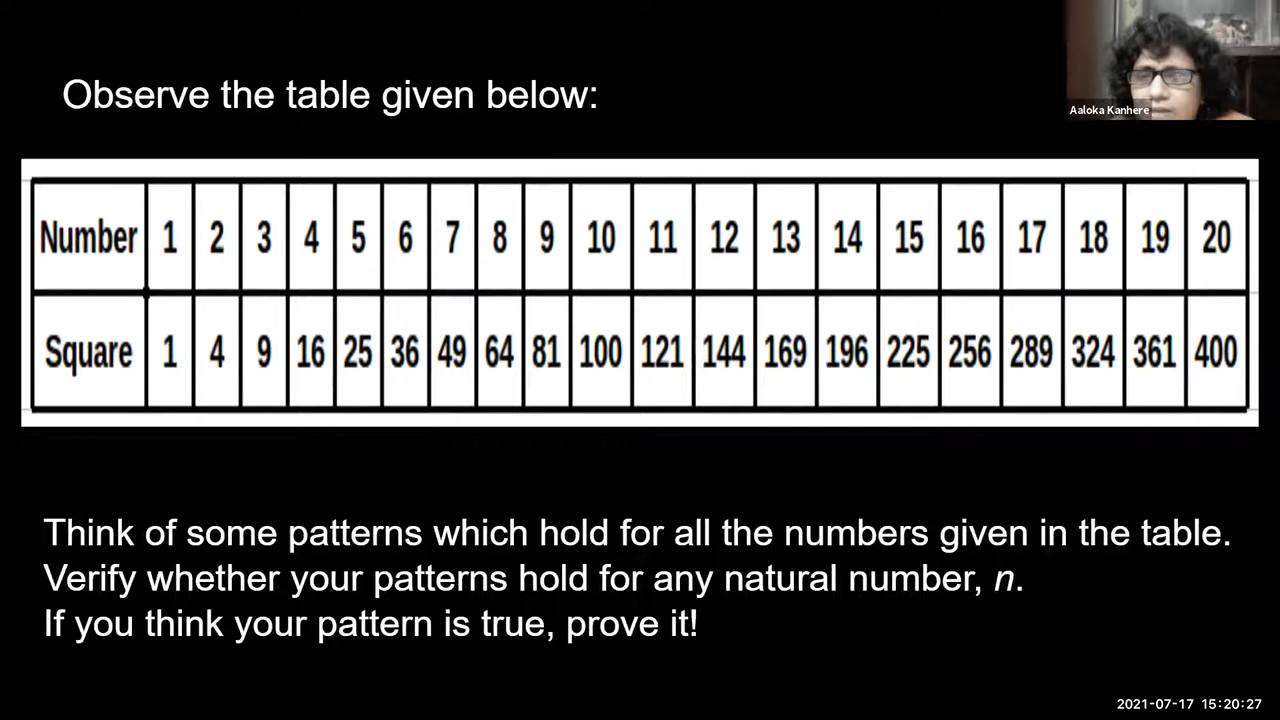 Observe the table given below:
Aaloka Kanhere
Number 1 2 3 4 5 6 7 8 9 10 11 12 13 14 15 16 17 18 19 20
Square 1 4 9 16 25 36 49 64 81 100 121 144 169 196 225 256 289 324 361 400
Think of some patterns which hold for all the numbers given in the table.
Verify whether your patterns hold for any natural number, n.
If you think your pattern is true, prove it!
2021-07-17 15:20:27